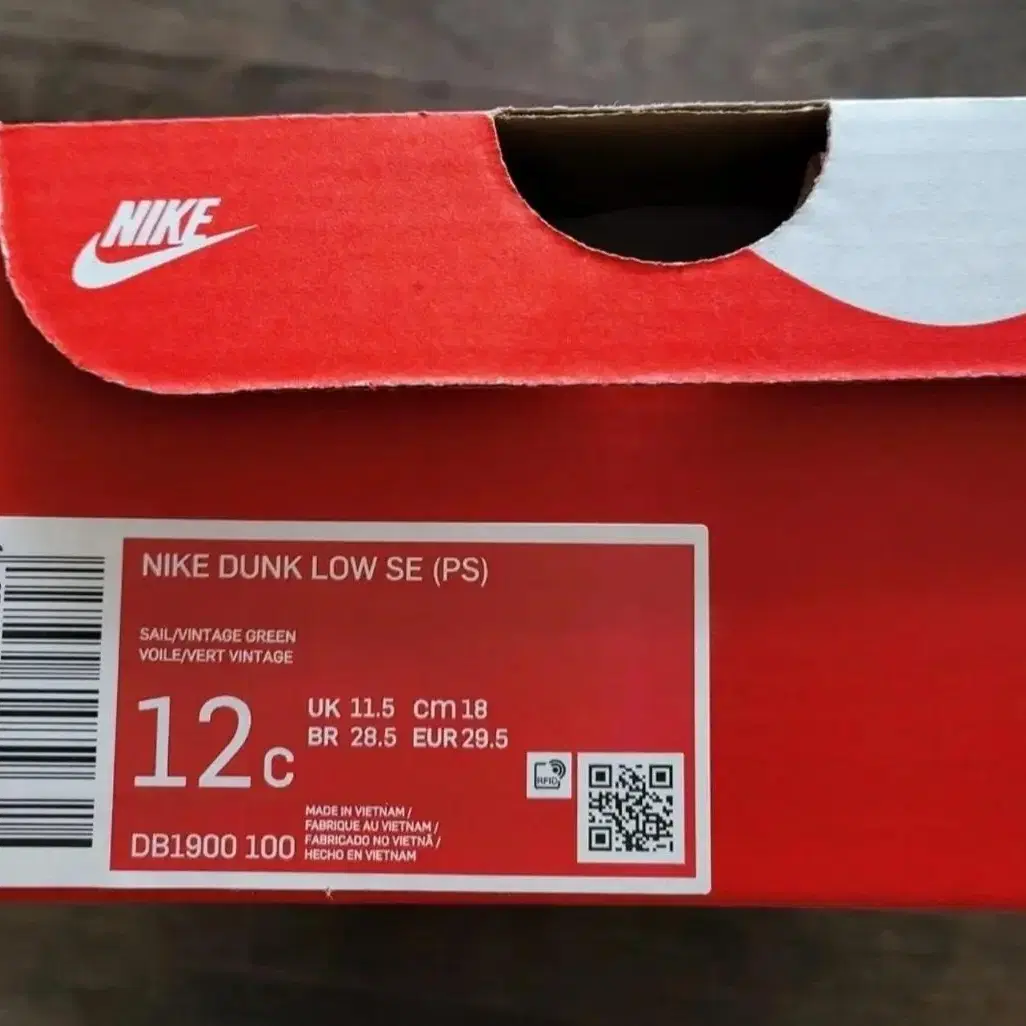 NIKE
NIKE DUNK LOW SE (PS)
SAIL/VINTAGE GREEN
VOILE/VERT VINTAGE
12c
UK 11.5 cm 18
BR 28.5 EUR 29.5
RFID
DB1900 100
MADE IN VIETNAM /
FABRIQUE AU VIETNAM /
FABRICADO NO VIETNÃ /
HECHO EN VIETNAM